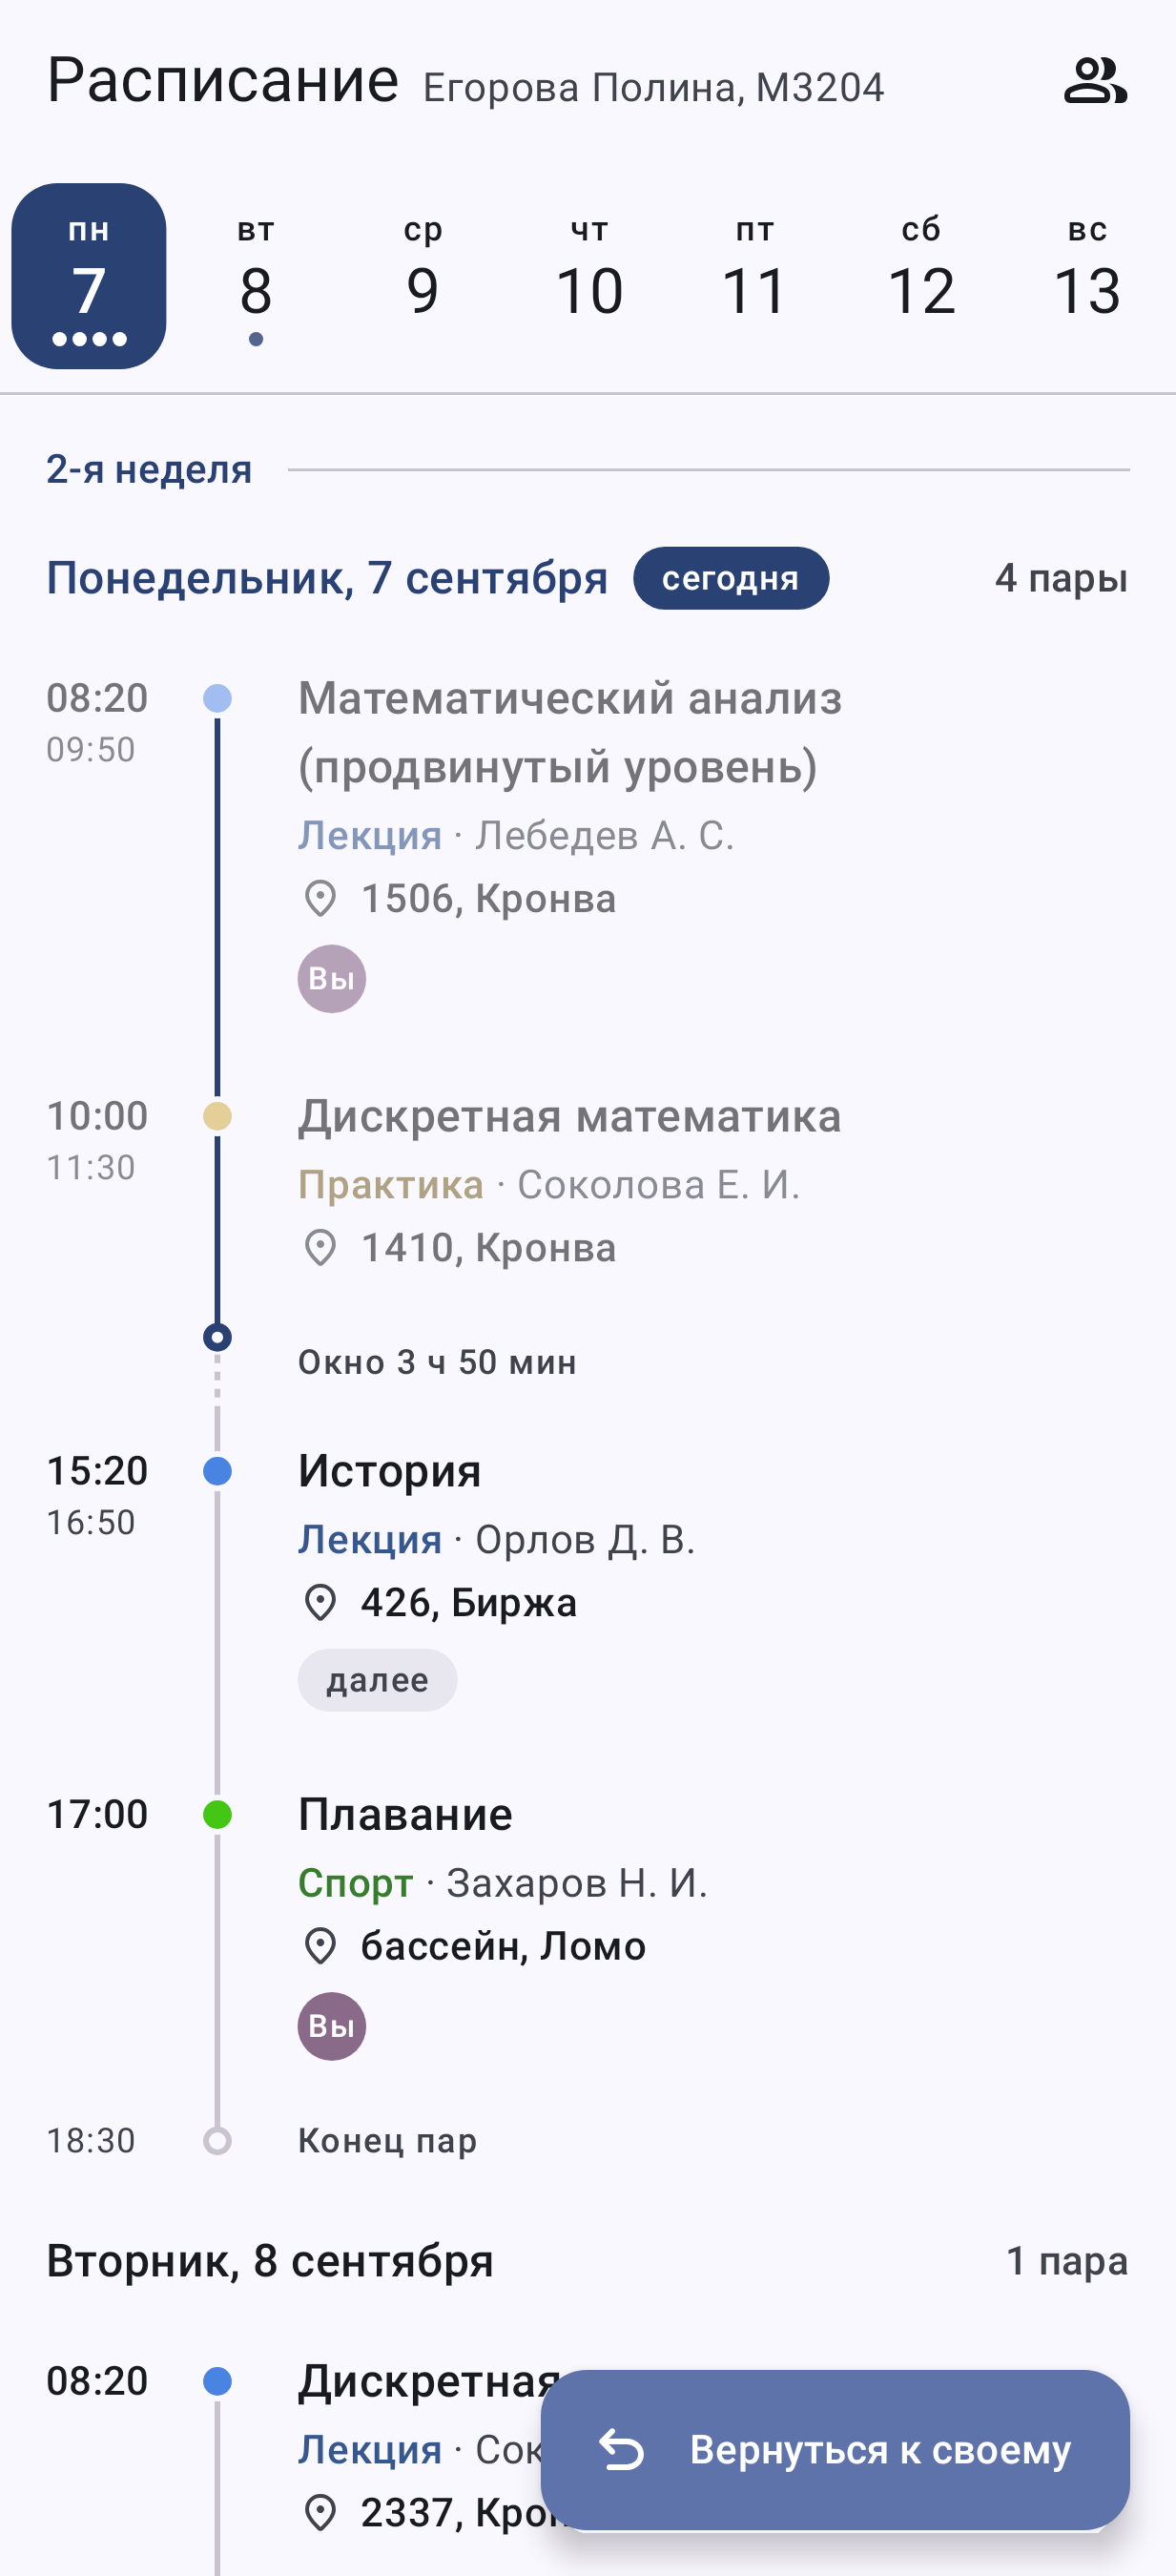 Расписание Егорова Полина, М3204
пн вт ср чт пт сб вс
7 8 9 10 11 12 13
2-я неделя
Понедельник, 7 сентября сегодня 4 пары
08:20 Математический анализ
09:50 (продвинутый уровень)
Лекция · Лебедев А. С.
1506, Кронва
Вы
10:00 Дискретная математика
11:30 Практика · Соколова Е. И.
1410, Кронва
Окно 3 ч 50 мин
15:20 История
16:50 Лекция · Орлов Д. В.
426, Биржа
далее
17:00 Плавание
Спорт · Захаров Н. И.
бассейн, Ломо
Вы
18:30 Конец пар
Вторник, 8 сентября 1 пара
08:20 Дискретная
Лекция ·
2337,
Вернуться к своему